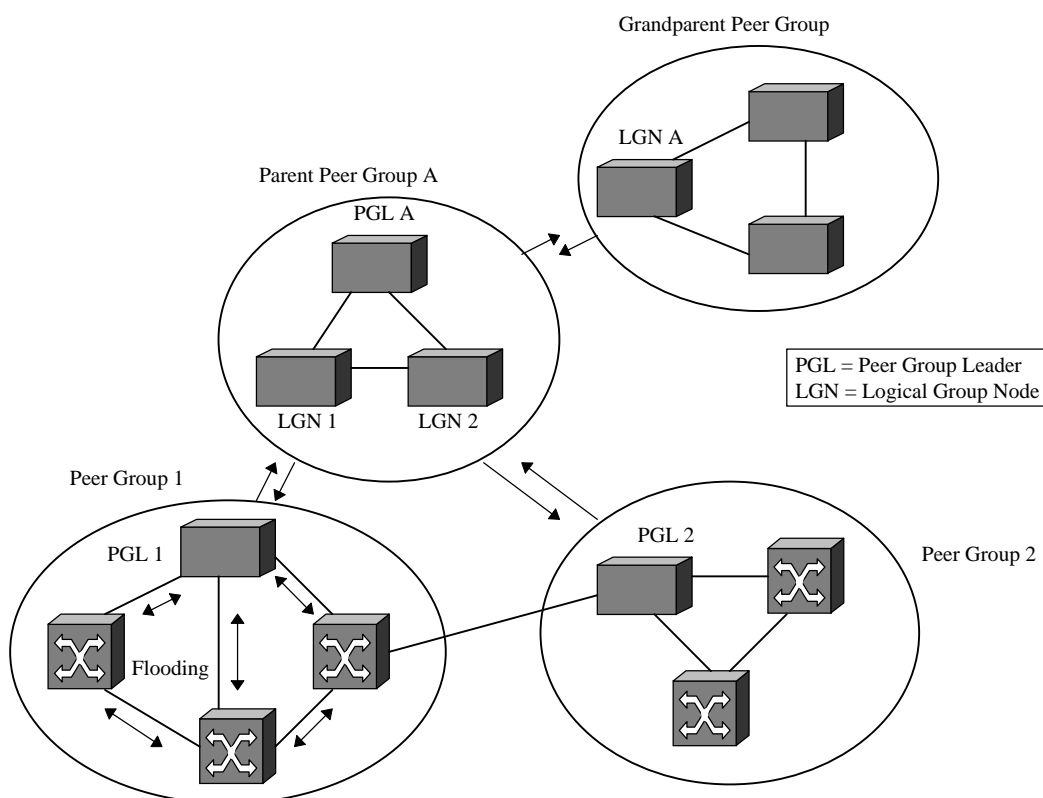 Grandparent Peer Group
LGN A
Parent Peer Group A
PGL A
LGN 1
LGN 2
PGL = Peer Group Leader
LGN = Logical Group Node
Peer Group 1
PGL 1
Flooding
PGL 2
Peer Group 2